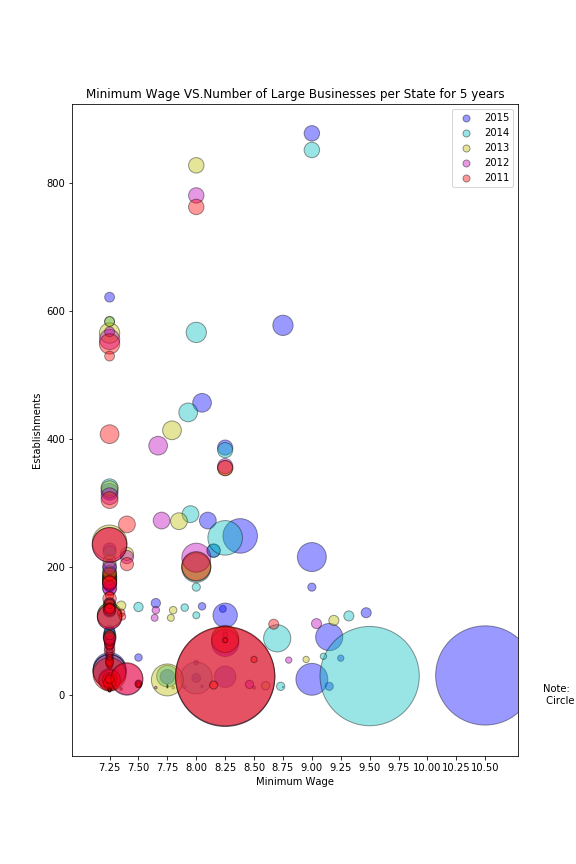 Minimum Wage VS.Number of Large Businesses per State for 5 years
2015
2014
2013
2012
2011
800
600
400
200
0
Establishments
7.25 7.50 7.75 8.00 8.25 8.50 8.75 9.00 9.25 9.50 9.75 10.00 10.25 10.50
Minimum Wage
Note:
Circle